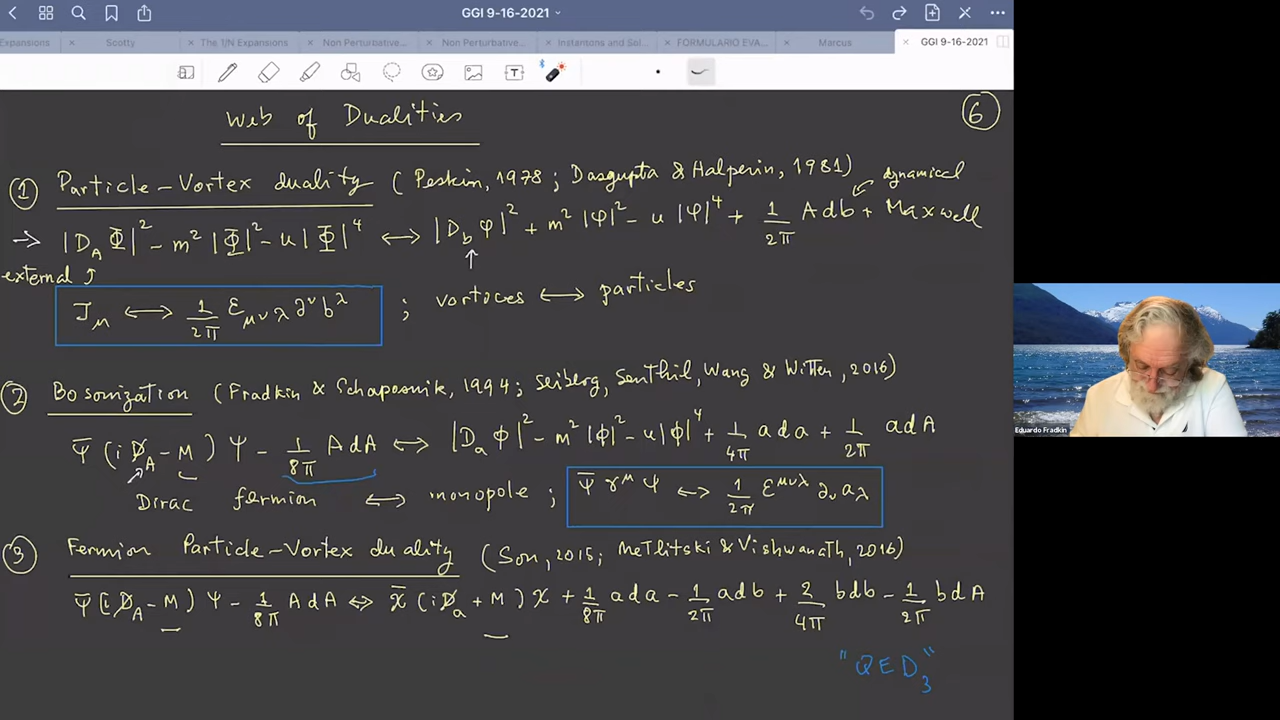 GGI 9-16-2021
Expansions × Scotty × The 1/N Expansions × Non Perturbative... × Non Perturbative... × Instantons and Sol... × FORMULARIO EVA... × Marcus × GGI 9-16-2021
Web of Dualities
6
① Particle-Vortex duality (Peskin, 1978; Dasgupta & Halperin, 1981)
dynamical
→ |D_A Φ|² - m² |Φ|² - u|Φ|⁴ ⟷ |D_b φ|² + m² |φ|² - u |φ|⁴ + 1/2π Adb + Maxwell
external ↑
J_μ ⟷ 1/2π ε_μνλ ∂^ν b^λ ; vortices ⟷ particles
② Bosonization (Fradkin & Schaposnik, 1994; Seiberg, Senthil, Wang & Witten, 2016)
Ψ̄ (i D̸_A - M) Ψ - 1/8π AdA ⟷ |D_a ϕ|² - m² |ϕ|² - u|ϕ|⁴ + 1/4π ada + 1/2π adA
Dirac fermion ⟷ monopole ; Ψ̄ γ^μ Ψ ⟷ 1/2π ε^μνλ ∂_ν a_λ
③ Fermion Particle-Vortex duality (Son, 2015; Metlitski & Vishwanath, 2016)
Ψ̄ (i D̸_A - M) Ψ - 1/8π AdA ⟷ χ̄ (i D̸_a + M) χ + 1/8π ada - 1/2π adb + 2/4π bdb - 1/2π bdA
"QED₃"
Eduardo Fradkin